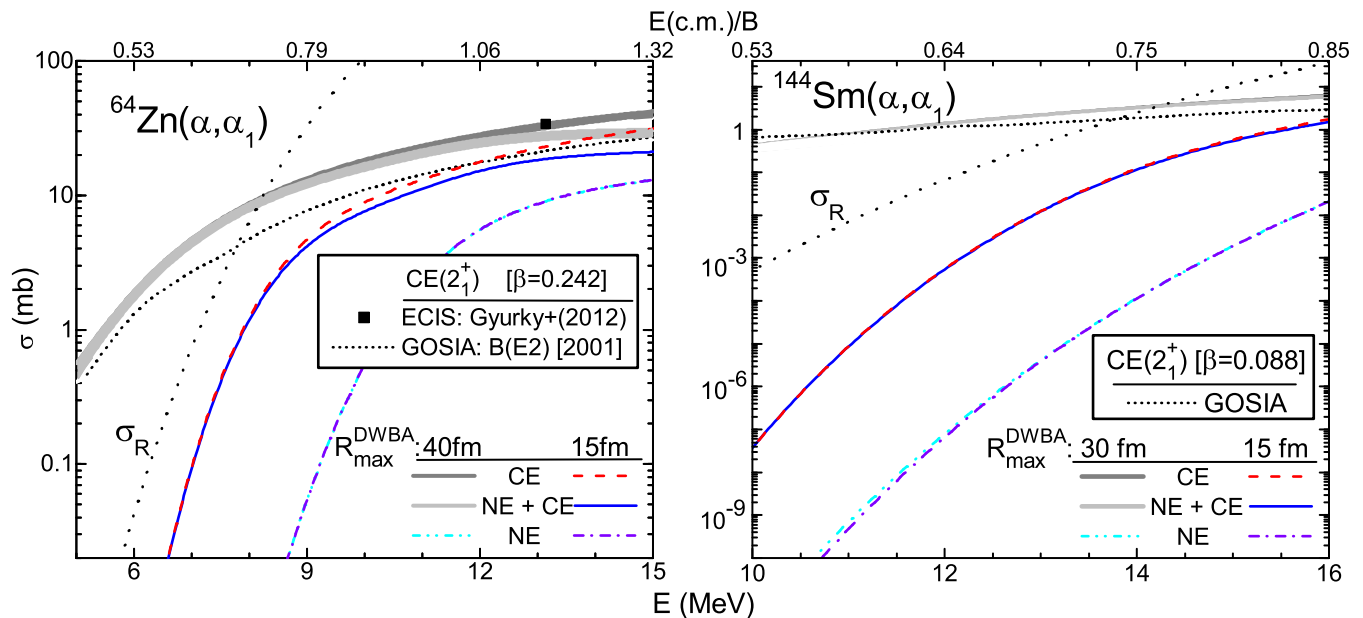 E(c.m.)/B
0.53 0.79 1.06 1.32
0.53 0.64 0.75 0.85
100
10
1
0.1
σ (mb)
⁶⁴Zn(α,α₁)
σ_R
CE(2₁⁺) [β=0.242]
ECIS: Gyurky+(2012)
GOSIA: B(E2) [2001]
R_max^DWBA: 40fm 15fm
CE
NE + CE
NE
6 9 12 15
¹⁴⁴Sm(α,α₁)
σ_R
1
10⁻³
10⁻⁶
10⁻⁹
CE(2₁⁺) [β=0.088]
GOSIA
R_max^DWBA: 30 fm 15 fm
CE
NE + CE
NE
10 12 14 16
E (MeV)